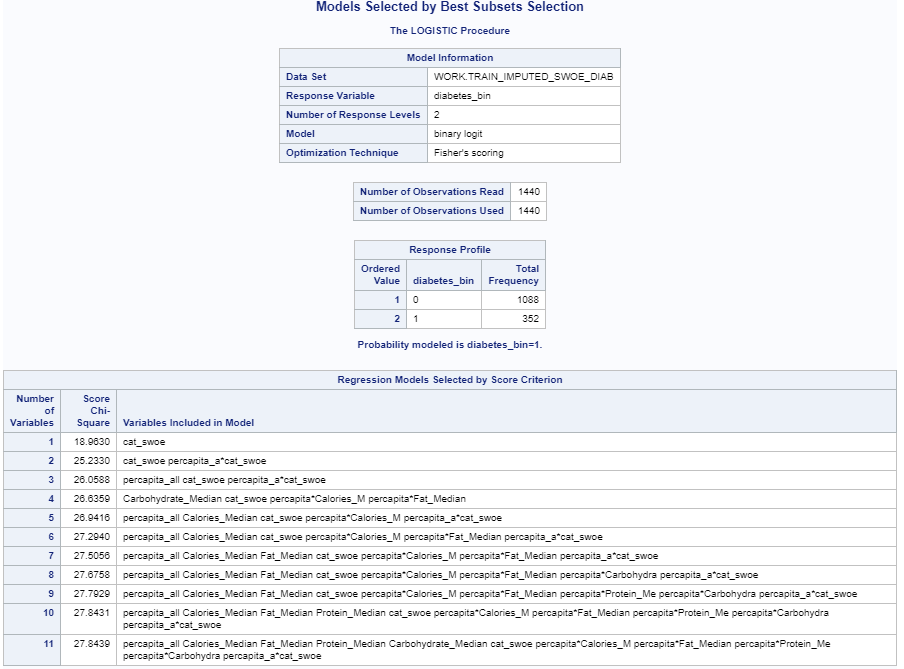 Models Selected by Best Subsets Selection
The LOGISTIC Procedure
Model Information
Data Set WORK.TRAIN_IMPUTED_SWOE_DIAB
Response Variable diabetes_bin
Number of Response Levels 2
Model binary logit
Optimization Technique Fisher's scoring
Number of Observations Read 1440
Number of Observations Used 1440
Response Profile
Ordered Value diabetes_bin Total Frequency
1 0 1088
2 1 352
Probability modeled is diabetes_bin=1.
Regression Models Selected by Score Criterion
Number of Variables Score Chi-Square Variables Included in Model
1 18.9630 cat_swoe
2 25.2330 cat_swoe percapita_a*cat_swoe
3 26.0588 percapita_all cat_swoe percapita_a*cat_swoe
4 26.6359 Carbohydrate_Median cat_swoe percapita*Calories_M percapita*Fat_Median
5 26.9416 percapita_all Calories_Median cat_swoe percapita*Calories_M percapita_a*cat_swoe
6 27.2940 percapita_all Calories_Median cat_swoe percapita*Calories_M percapita*Fat_Median percapita_a*cat_swoe
7 27.5056 percapita_all Calories_Median Fat_Median cat_swoe percapita*Calories_M percapita*Fat_Median percapita_a*cat_swoe
8 27.6758 percapita_all Calories_Median Fat_Median cat_swoe percapita*Calories_M percapita*Fat_Median percapita*Carbohydra percapita_a*cat_swoe
9 27.7929 percapita_all Calories_Median Fat_Median cat_swoe percapita*Calories_M percapita*Fat_Median percapita*Protein_Me percapita*Carbohydra percapita_a*cat_swoe
10 27.8431 percapita_all Calories_Median Fat_Median Protein_Median cat_swoe percapita*Calories_M percapita*Fat_Median percapita*Protein_Me percapita*Carbohydra
percapita_a*cat_swoe
11 27.8439 percapita_all Calories_Median Fat_Median Protein_Median Carbohydrate_Median cat_swoe percapita*Calories_M percapita*Fat_Median percapita*Protein_Me
percapita*Carbohydra percapita_a*cat_swoe